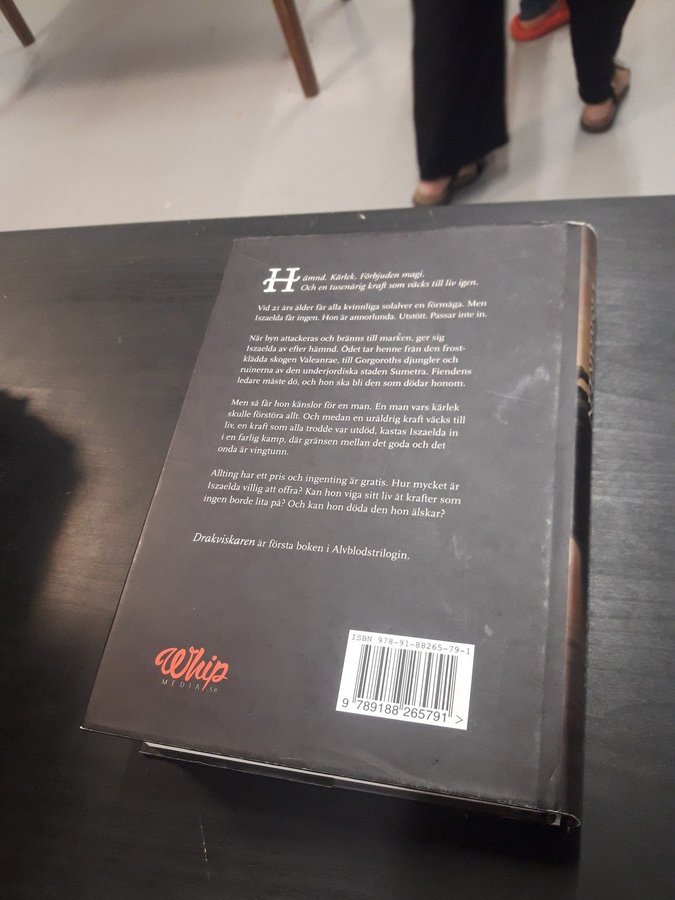 Hämnd. Kärlek. Förbjuden magi.
Och en tusenårig kraft som väcks till liv igen.
Vid 21 års ålder får alla kvinnliga solalver en förmåga. Men
Iszaelda får ingen. Hon är annorlunda. Utstött. Passar inte in.
När byn attackeras och bränns till marken, ger sig
Iszaelda av efter hämnd. Ödet tar henne från den frost-
klädda skogen Valeanrae, till Gorgoroths djungler och
ruinerna av den underjordiska staden Sumetra. Fiendens
ledare måste dö, och hon ska bli den som dödar honom.
Men så får hon känslor för en man. En man vars kärlek
skulle förstöra allt. Och medan en uråldrig kraft väcks till
liv, en kraft som alla trodde var utdöd, kastas Iszaelda in
i en farlig kamp, där gränsen mellan det goda och det
onda är vingtunn.
Allting har ett pris och ingenting är gratis. Hur mycket är
Iszaelda villig att offra? Kan hon viga sitt liv åt krafter som
ingen borde lita på? Och kan hon döda den hon älskar?
Drakviskaren är första boken i Alvblodstrilogin.
Whip
MEDIA.se
ISBN 978-91-88265-79-1
9 789188 265791 >